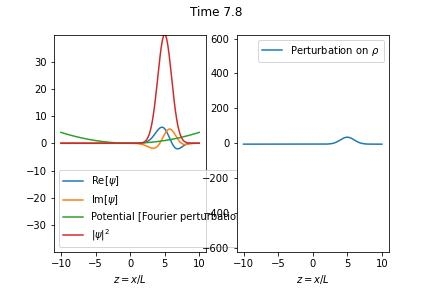 Time 7.8
30
20
10
0
−10
−20
−30
Re[ψ]
Im[ψ]
Potential [Fourier perturbatio
|ψ|²
−10 −5 0 5 10
z = x/L
600
400
200
0
−400
−600
Perturbation on ρ
−10 −5 0 5 10
z = x/L